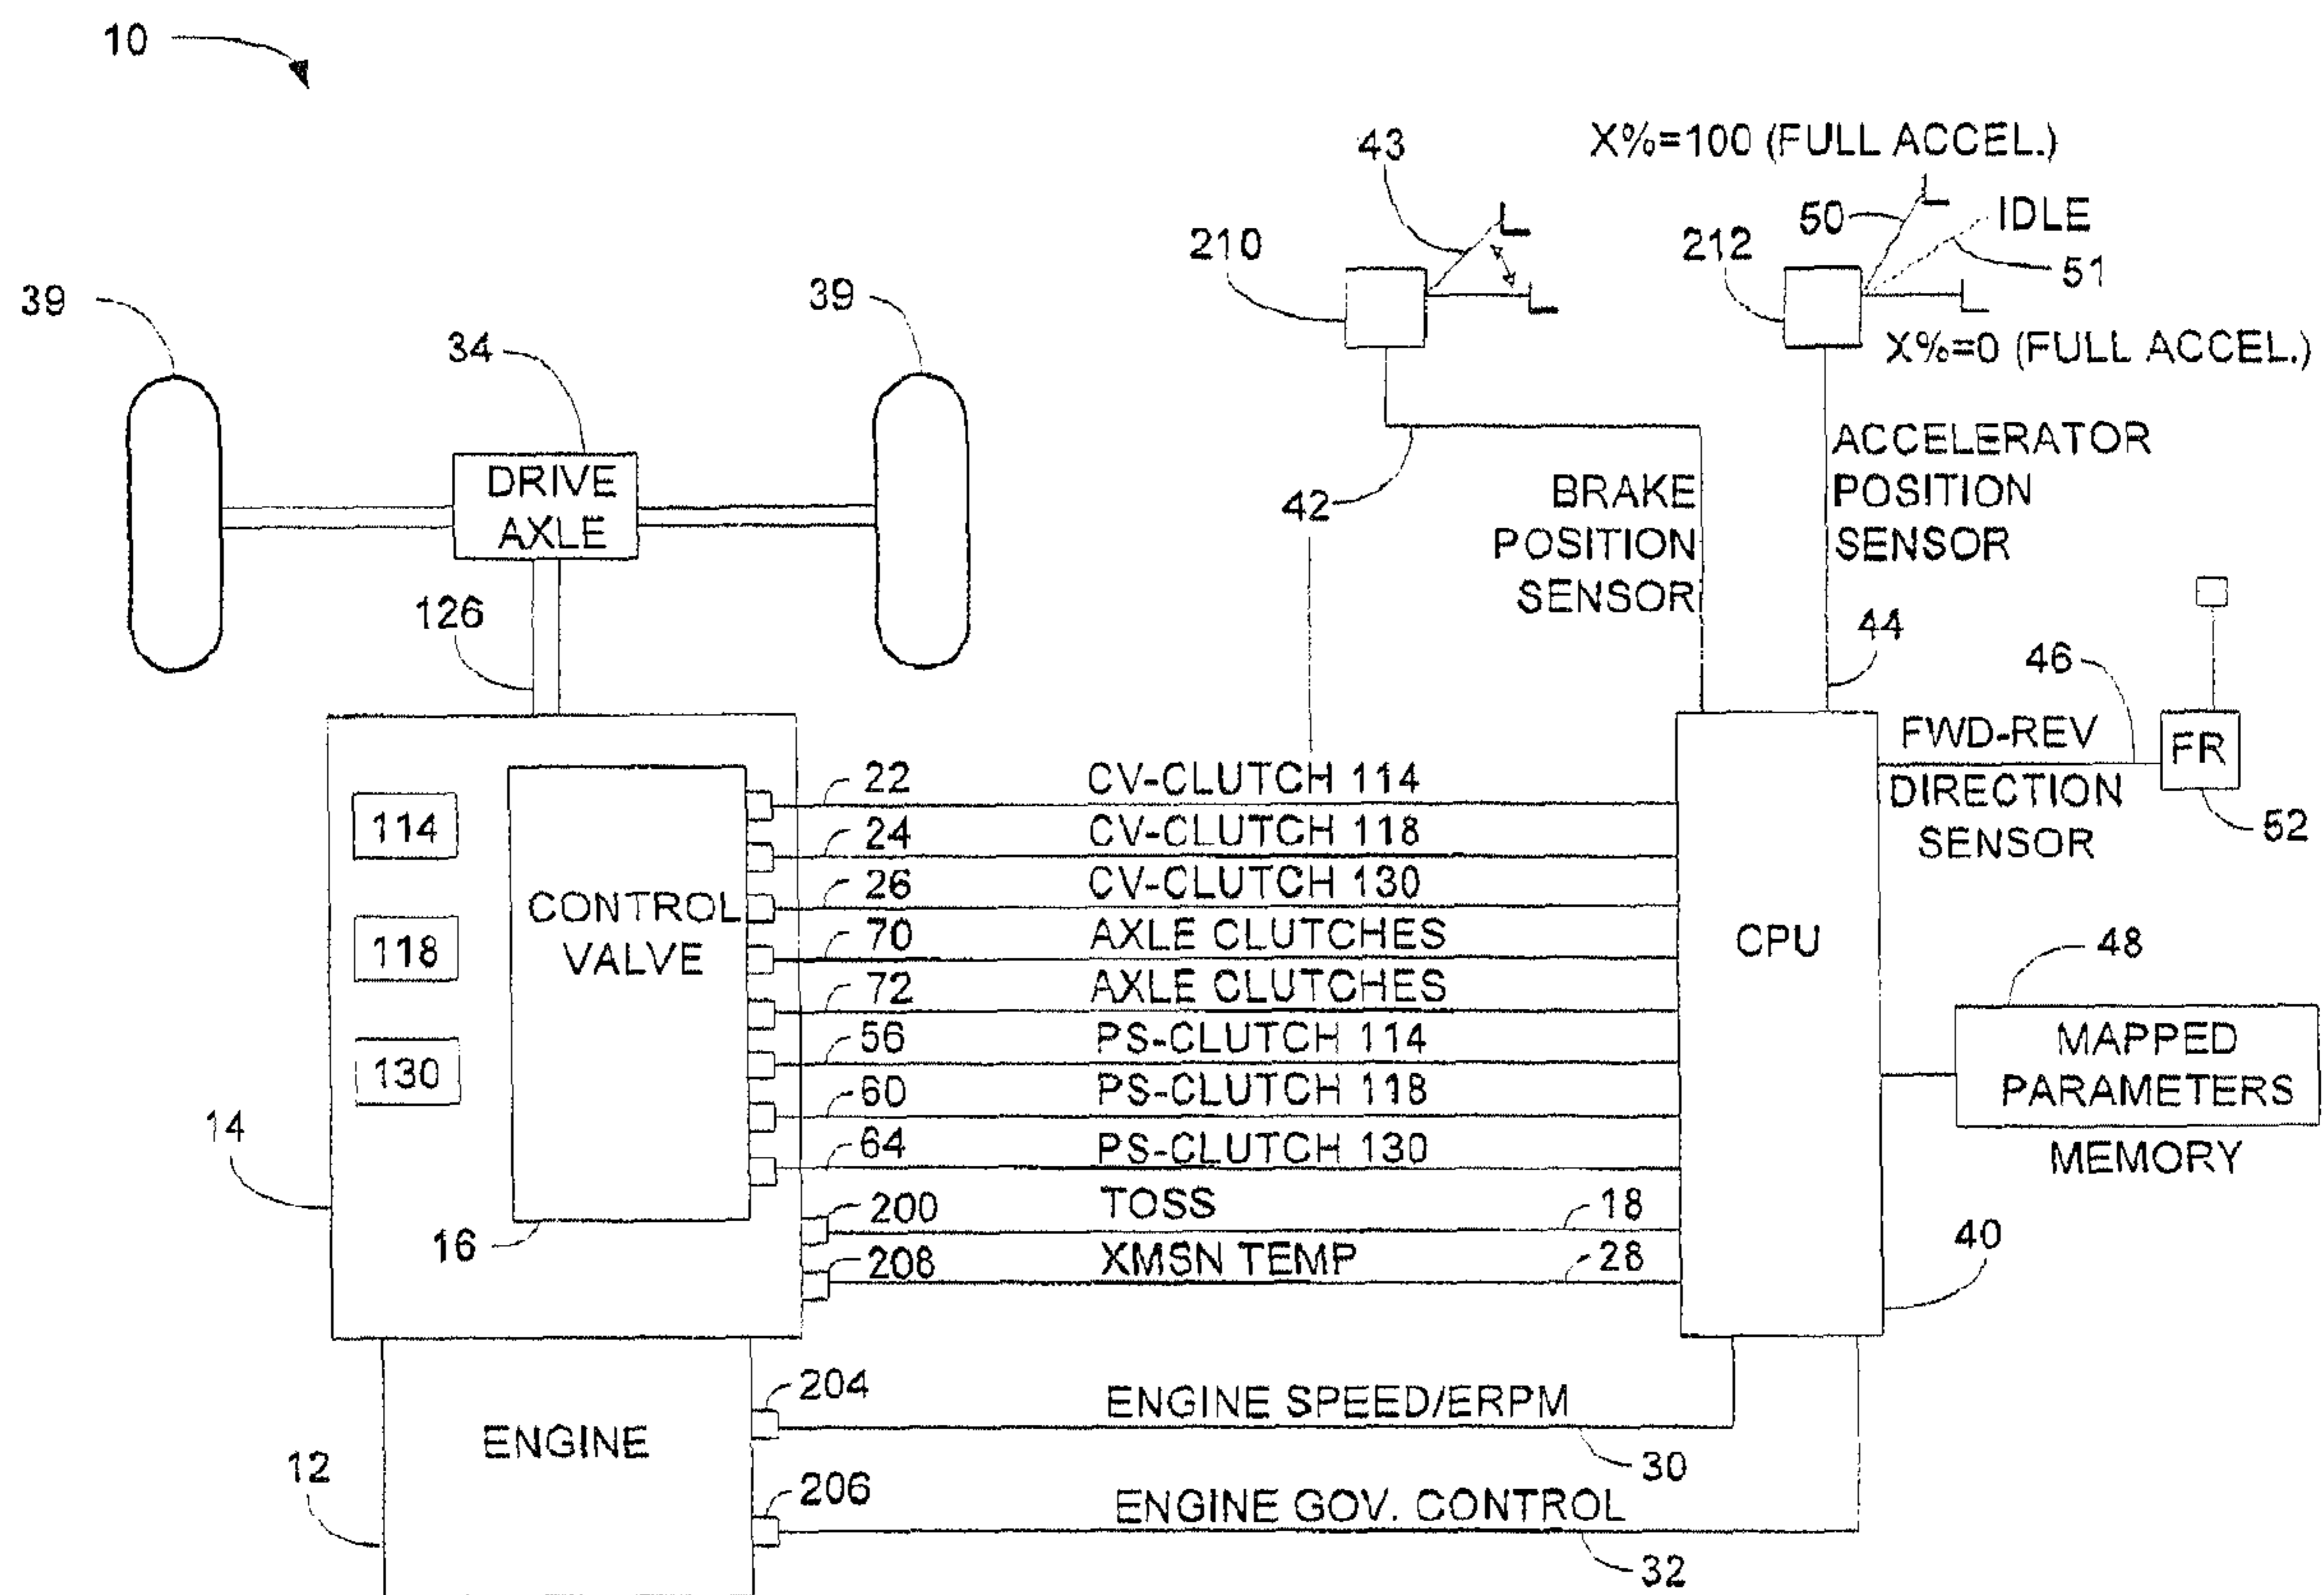 10
43
X%=100 (FULL ACCEL.)
50
IDLE
210
212
51
39
39
34
X%=0 (FULL ACCEL.)
DRIVE
AXLE
42
BRAKE
POSITION
SENSOR
ACCELERATOR
POSITION
SENSOR
126
44
46
FWD-REV
DIRECTION
SENSOR
FR
52
114
118
130
CONTROL
VALVE
22 CV-CLUTCH 114
24 CV-CLUTCH 118
26 CV-CLUTCH 130
70 AXLE CLUTCHES
72 AXLE CLUTCHES
56 PS-CLUTCH 114
60 PS-CLUTCH 118
64 PS-CLUTCH 130
200 TOSS 18
208 XMSN TEMP 28
CPU
48
MAPPED
PARAMETERS
MEMORY
14
16
40
ENGINE
12
204 ENGINE SPEED/ERPM
30
206 ENGINE GOV. CONTROL
32